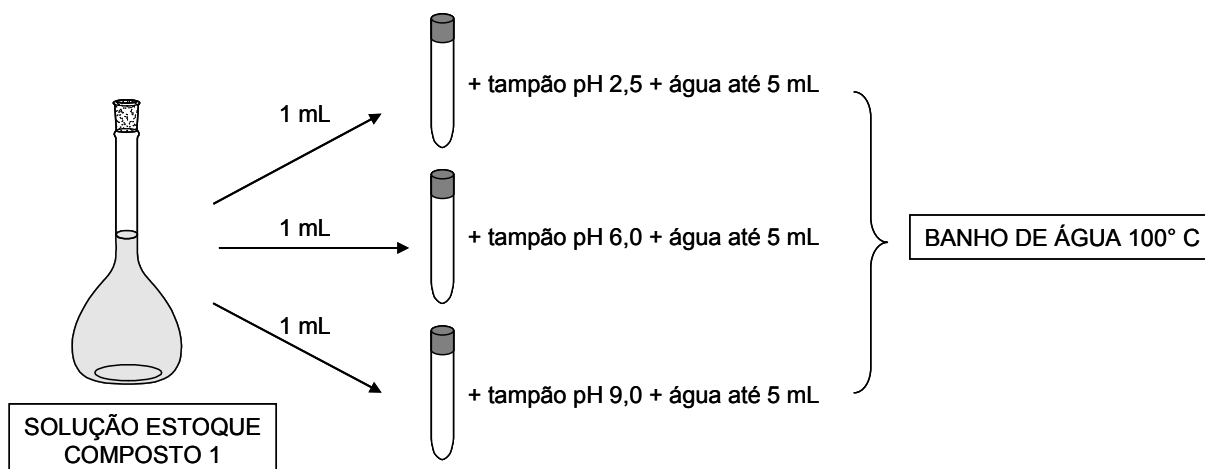 1 mL
+ tampão pH 2,5 + água até 5 mL
1 mL
+ tampão pH 6,0 + água até 5 mL
BANHO DE ÁGUA 100° C
1 mL
+ tampão pH 9,0 + água até 5 mL
SOLUÇÃO ESTOQUE
COMPOSTO 1